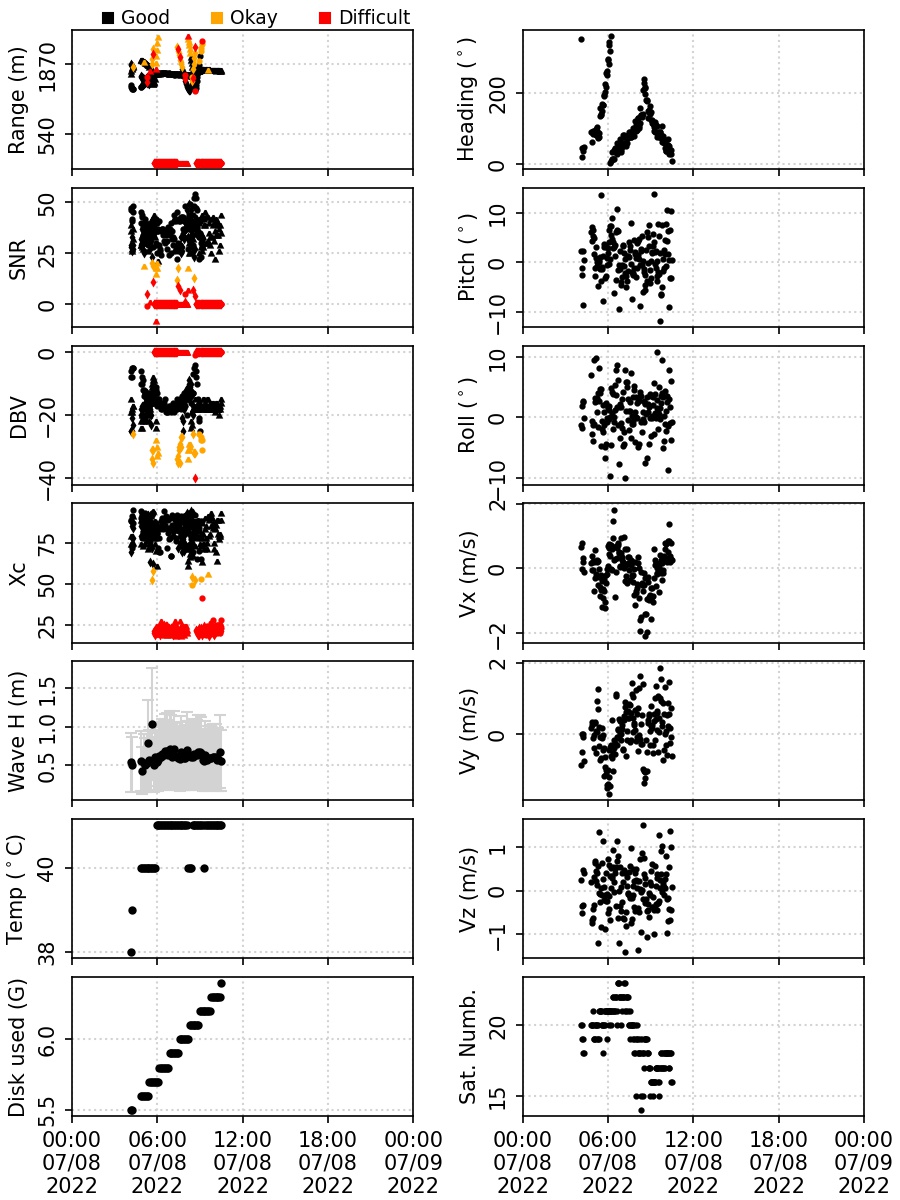 Good Okay Difficult
Range (m)
1870
540
Heading (°)
200
0
SNR
50
25
0
Pitch (°)
10
0
−10
DBV
0
−20
−40
Roll (°)
10
0
−10
Xc
75
50
25
Vx (m/s)
2
0
−2
Wave H (m)
1.5
1.0
0.5
Vy (m/s)
2
0
Temp (°C)
40
38
Vz (m/s)
1
0
−1
Disk used (G)
6.0
5.5
Sat. Numb.
20
15
00:00 06:00 12:00 18:00 00:00 00:00 06:00 12:00 18:00 00:00
07/08 07/08 07/08 07/08 07/09 07/08 07/08 07/08 07/08 07/09
2022 2022 2022 2022 2022 2022 2022 2022 2022 2022